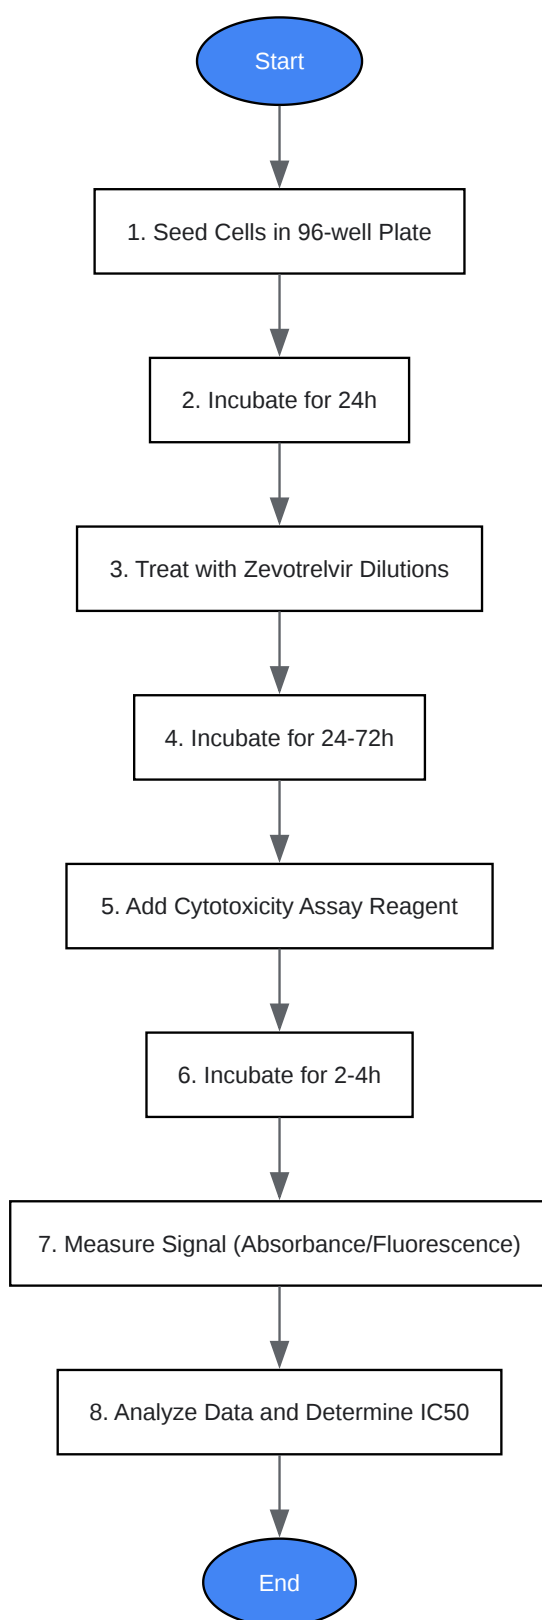 Start
1. Seed Cells in 96-well Plate
2. Incubate for 24h
3. Treat with Zevotrelvir Dilutions
4. Incubate for 24-72h
5. Add Cytotoxicity Assay Reagent
6. Incubate for 2-4h
7. Measure Signal (Absorbance/Fluorescence)
8. Analyze Data and Determine IC50
End